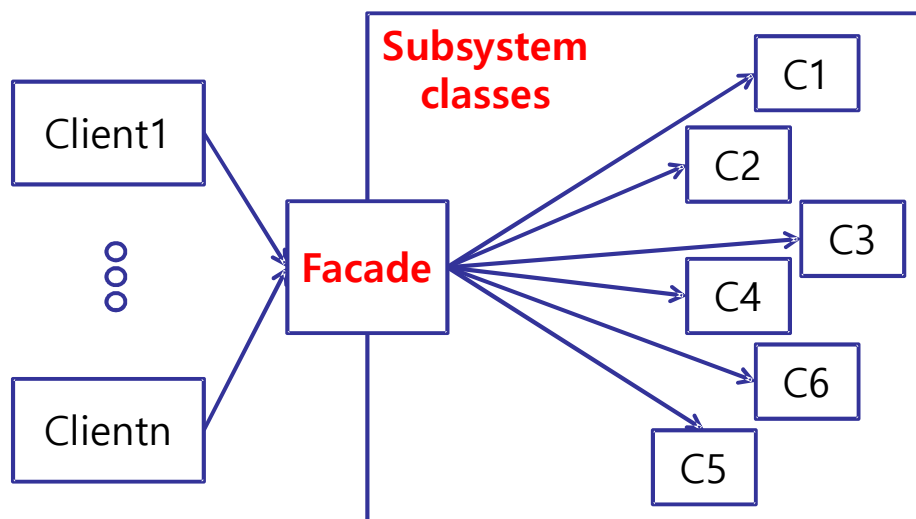 Subsystem
classes
Client1
Facade
Clientn
C1
C2
C3
C4
C6
C5